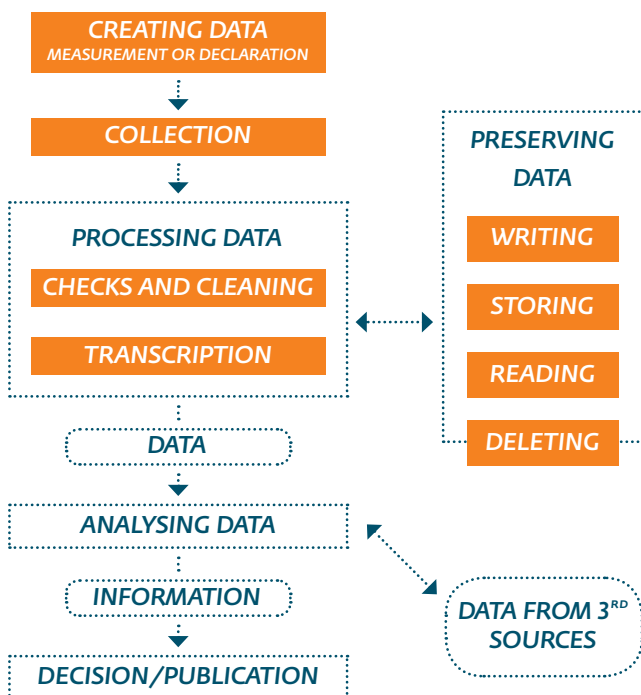 CREATING DATA
MEASUREMENT OR DECLARATION
COLLECTION
PROCESSING DATA
CHECKS AND CLEANING
TRANSCRIPTION
DATA
ANALYSING DATA
INFORMATION
DECISION/PUBLICATION
PRESERVING
DATA
WRITING
STORING
READING
DELETING
DATA FROM 3RD
SOURCES